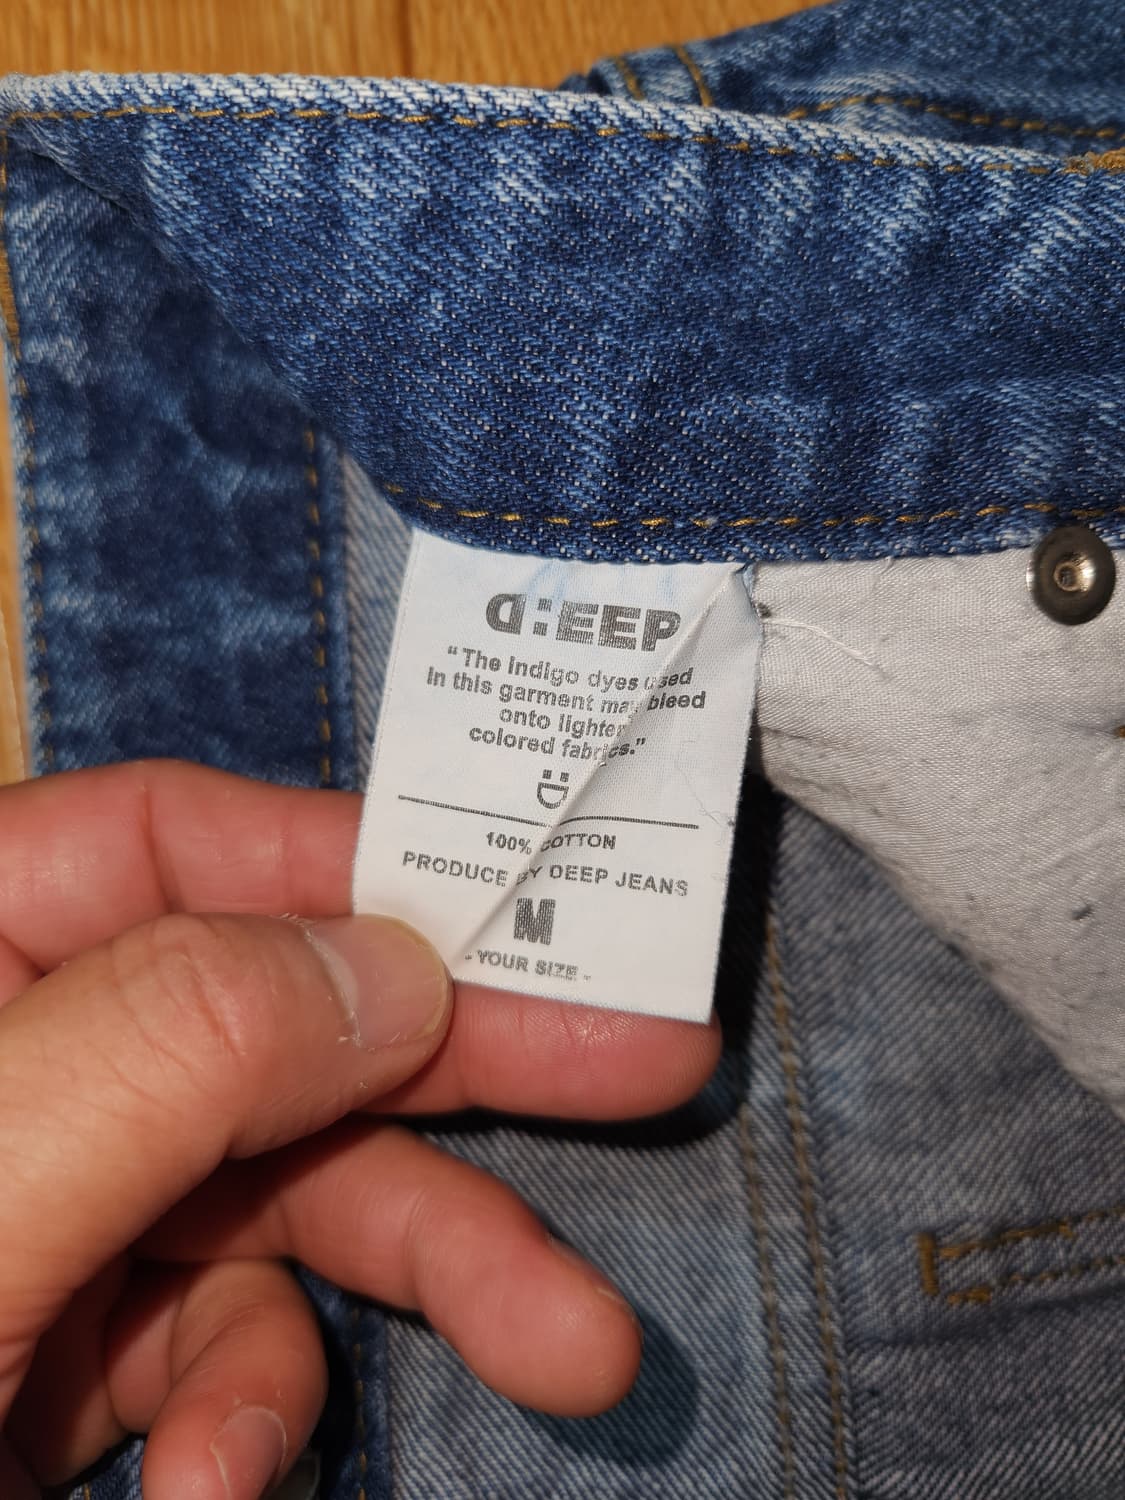 D:EEP
“The Indigo dyes used
In this garment may bleed
onto lighter
colored fabrics.”
:D
100% COTTON
PRODUCE BY DEEP JEANS
M
- YOUR SIZE -